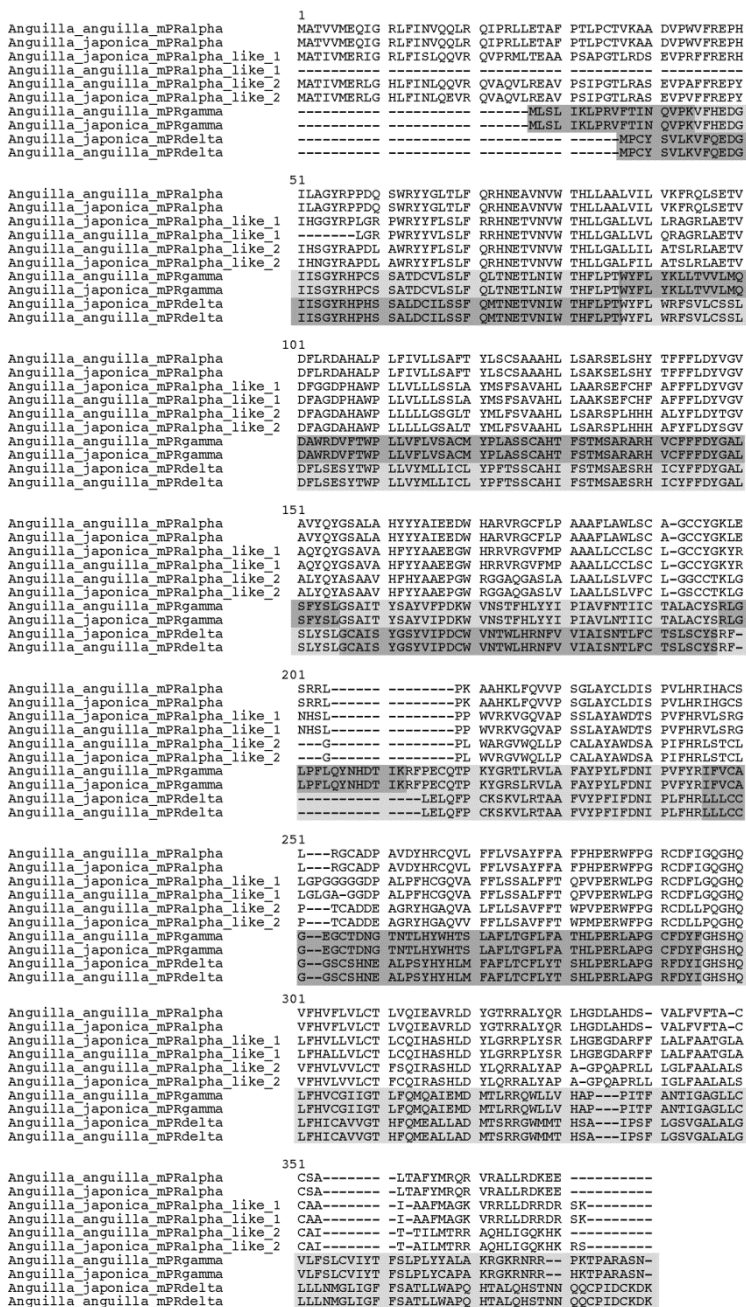 1
Anguilla_anguilla_mPRalpha MATVVMEQIG RLFINVQQLR QIPRLLETAF PTLPCTVKAA DVPWVFREPH
Anguilla_japonica_mPRalpha MATVVMEQIG RLFINVQQLR QIPRLLETAF PTLPCTVKAA DVPWVFREPH
Anguilla_japonica_mPRalpha_like_1 MATIVMERIG RLFISLQQVR QVPRMLTEAA PSAPGTLRDS EVPRFFRERH
Anguilla_anguilla_mPRalpha_like_1 ---------- ---------- ---------- ---------- ----------
Anguilla_anguilla_mPRalpha_like_2 MATIVMERLG HLFINLQQVR QVAQVLREAV PSIPGTLRAS EVPAFFREPY
Anguilla_japonica_mPRalpha_like_2 MATIVMERLG HLFINLQEVR QVAQVLREAV PSIPGTLRAS EVPVFFREPY
Anguilla_anguilla_mPRgamma ---------- ---------- -----MLSLI IKLPRVFTIN QVPKVFHEDG
Anguilla_japonica_mPRgamma ---------- ---------- -----MLSLI IKLPRVFTIN QVPKVFHEDG
Anguilla_japonica_mPRdelta ---------- ---------- ---------- -----MPCYS VLKVFQEDG
Anguilla_anguilla_mPRdelta ---------- ---------- ---------- -----MPCYS VLKVFQEDG
51
Anguilla_anguilla_mPRalpha ILAGYRPPDQ SWRYYGLTLF QRHNEAVNVW THLLAALVIL VKFRQLSETV
Anguilla_japonica_mPRalpha ILAGYRPPDQ SWRYYGLTLF QRHNEAVNVW THLLAALVIL VKFRQLSETV
Anguilla_japonica_mPRalpha_like_1 IHGGYRPLGR PWRYYFLSLF RRHNETVNVW THLLGALLVL LRAGRLAETV
Anguilla_anguilla_mPRalpha_like_1 -------LGR PWRYYFLSLF RRHNETVNVW THLLGALLVL LQRAGRLAETV
Anguilla_anguilla_mPRalpha_like_2 IHSGYRAPDL AWRYYFLSLF QRHNETVNVW THLLGALLIL ATSLRLAETV
Anguilla_japonica_mPRalpha_like_2 IHNGYRAPDL AWRYYFLSLF QRHNETVNVW THLLGALFIL ATSLRLAETV
Anguilla_anguilla_mPRgamma IISGYRHPCS SATDCVLSLF QLTNETLNIW THFLPTWYFL YKLLTVVLMQ
Anguilla_japonica_mPRgamma IISGYRHPCS SATDCVLSLF QLTNETLNIW THFLPTWYFL YKLLTVVLMQ
Anguilla_japonica_mPRdelta IISGYRHPHS SALDCILSSF QMTNETVNIW THFLPTWYFL WRFSVLCSSL
Anguilla_anguilla_mPRdelta IISGYRHPHS SALDCILSSF QMTNETVNIW THFLPTWYFL WRFSVLCSSL
101
Anguilla_anguilla_mPRalpha DFLRDAHALP LFIVLLSAFT YLSCSAAAHL LSARSELSHY TFFFLDYVGV
Anguilla_japonica_mPRalpha DFLRDAHALP LFIVLLSAFT YLSCSAAAHL LSARSELSHY TFFFLDYVGV
Anguilla_japonica_mPRalpha_like_1 DFGGDPHAWP LLVLLLSSLA YMSFSAVAHL LAAKSEFCHF AFFFLDYVGV
Anguilla_anguilla_mPRalpha_like_1 DFAGDPHAWP LLVLLLSSLA YMSFSAVAHL LAAKSEFCHF AFFFLDYVGV
Anguilla_anguilla_mPRalpha_like_2 DFAGDAHAWP LLLLLGSGLT YMLFSVAAHL LSARSPLHHH ALYFLDYTGV
Anguilla_japonica_mPRalpha_like_2 DFAGDAHAWP LLLLLGSALT YMLFSVAAHL LSARSPLHHH AFYFLDYSGV
Anguilla_anguilla_mPRgamma DAWRDVFTWP LLVFLVSACM YPLASSCAHT FSTMSARARH VCFFFDYGAL
Anguilla_japonica_mPRgamma DAWRDVFTWP LLVFLVSACM YPLASSCAHT FSTMSARARH VCFFFDYGAL
Anguilla_japonica_mPRdelta DFLSESYTWP LLVYMLLICL YPFTSSCAHI FSTMSAESRH ICYFFDYGAL
Anguilla_anguilla_mPRdelta DFLSESYTWP LLVYMLLICL YPFTSSCAHI FSTMSAESRH ICYFFDYGAL
151
Anguilla_anguilla_mPRalpha AVYQYGSALA HYYYAIEEDW HARVRGCFLP AAAFLAWLSC A-GCCYGKLE
Anguilla_japonica_mPRalpha AVYQYGSALA HYYYAIEEDW HARVRGCFLP AAAFLAWLSC A-GCCYGKLE
Anguilla_japonica_mPRalpha_like_1 AQYQYGSAVA HFYYAAEEGW HRRVRGVFMP AAALLCCLSC L-GCCYGKYR
Anguilla_anguilla_mPRalpha_like_1 AQYQYGSAVA HFYYAAEEGW HRRVRGVFMP AAALLCCLSC L-GCCYGKYR
Anguilla_anguilla_mPRalpha_like_2 ALYQYASAAV HFHYAAEPGW RGGAQGASLA LAALLSLVFC L-GCCTKLG
Anguilla_japonica_mPRalpha_like_2 ALYQYASAAV HFYYAAEPGW RGGAQGASLV LAALLSLVFC L-GSCCTKLG
Anguilla_anguilla_mPRgamma SFYSLGSAIT YSAYVFPDKW VNSTFHLYYI PIAVFNTIIC TALACYSRLG
Anguilla_japonica_mPRgamma SFYSLGSAIT YSAYVFPDKW VNSTFHLYYI PIAVFNTIIC TALACYSRLG
Anguilla_japonica_mPRdelta SLYSLGCAIS YGSYVIPDCW VNTWLHRNFV VIAISNTLFC TSLSCYSRF-
Anguilla_anguilla_mPRdelta SLYSLGCAIS YGSYVIPDCW VNTWLHRNFV VIAISNTLFC TSLSCYSRF-
201
Anguilla_anguilla_mPRalpha SRRL------ --------PK AAHKLFQVVP SGLAYCLDIS PVLHRIHACS
Anguilla_japonica_mPRalpha SRRL------ --------PK AAHKLFQVVP SGLAYCLDIS PVLHRIHGCS
Anguilla_japonica_mPRalpha_like_1 NHSL------ --------PP WVRKVGQVAP SSLAYAWDTS PVFHRVLSRG
Anguilla_anguilla_mPRalpha_like_1 NHSL------ --------PP WVRKVGQVAP SSLAYAWDTS PVFHRVLSRG
Anguilla_anguilla_mPRalpha_like_2 ---G------ --------PL WARGVWQLLP CALAYAWDSA PIFHRLSTCL
Anguilla_japonica_mPRalpha_like_2 ---G------ --------PL WVRGVWQLLP CALAYAWDSA PIFHRLSTCL
Anguilla_anguilla_mPRgamma LPFLQYNHDT IKRFPECQTP KYGRTLRVLA FAYPYLFDNI PVFYRIFVCA
Anguilla_japonica_mPRgamma LPFLQYNHDT IKRFPECQTP KYGRSLRVLA FAYPYLFDNI PVFYRIFVCA
Anguilla_japonica_mPRdelta ---------- ----LELQFP CKSKVLRTAA FVYPFIFDNI PLFHRLLLCC
Anguilla_anguilla_mPRdelta ---------- ----LELQFP CKSKVLRTAA FVYPFIFDNI PLFHRLLLCC
251
Anguilla_anguilla_mPRalpha L---RGCADP AVDYHRCQVL FFLVSAYFFA FPHPERWFPG RCDFIGQGHQ
Anguilla_japonica_mPRalpha L---RGCADP AVDYHRCQVL FFLVSAYFFA FPHPERWFPG RCDFIGQGHQ
Anguilla_japonica_mPRalpha_like_1 LGPGGGGGDP ALPFHCGQVA FFLSSALFFT QPVPERWLPG RCDFIGQGHQ
Anguilla_anguilla_mPRalpha_like_1 LGLGA-GGDP ALPFHCGQVA FFLSSALFFT QPVPERWLPG RCDFIGQGHQ
Anguilla_anguilla_mPRalpha_like_2 P---TCADDE AGRYHGAQVV ALFLLSAVFFT WPVPERWFPG RCDLLPQGHQ
Anguilla_japonica_mPRalpha_like_2 P---TCADDE AGRYHAAQVA LFLLSAVFFT WPMPERWFPG RCDLLPQGHQ
Anguilla_anguilla_mPRgamma G--EGCTDNG TNTLHYWHTS LAFLTGFLFA THLPERLAPG CFDYFGHSHQ
Anguilla_japonica_mPRgamma G--EGCTDNG TNTLHYWHTS LAFLTGFLFA THLPERLAPG CFDYFGHSHQ
Anguilla_japonica_mPRdelta G--GSCSHNE ALPSYHYHLM FAFLTCFLYT SHLPERLAPG RFDYIGHSHQ
Anguilla_anguilla_mPRdelta G--GSCSHNE ALPSYHYHLM FAFLTCFLYT SHLPERLAPG RFDYIGHSHQ
301
Anguilla_anguilla_mPRalpha VFHVFLVLCT LVQIEAVRLD YGTRRALYQR LHGDLAHDS- VALFVFTA-C
Anguilla_japonica_mPRalpha VFHVFLVLCT LVQIEAVRLD YGTRRALYQR LHGDLAHDS- VALFVFTA-C
Anguilla_japonica_mPRalpha_like_1 LFHVLLVLCT LCQIHASHLD YLGRRPLYSR LHGEGDARFF LALFAATGLA
Anguilla_anguilla_mPRalpha_like_1 LFHALLVLCT LCQIHASHLD YLGRRPLYSR LHGEGDARFF LALFAATGLA
Anguilla_anguilla_mPRalpha_like_2 VFHVLVVLCT FSQIRASHLD YLQRRALYAP A-GPQAPRLL LIGLFAALALS
Anguilla_japonica_mPRalpha_like_2 VFHVLVVLCT FCQIRASHLD YLQRRALYAP A-GPQAPRLL IGLFAALALS
Anguilla_anguilla_mPRgamma LFHVCGIIGT LFQMQAIEMD MTLRRQWLLV HAP---PITF ANTIGAGLLC
Anguilla_japonica_mPRgamma LFHVCGIIGT LFQMQAIEMD MTLRRQWLLV HAP---PITF ANTIGAGLLC
Anguilla_japonica_mPRdelta LFHICAVVGT HFQMEALLAD MTSRRGWMMT HSA---IPSF LGSVGALALG
Anguilla_anguilla_mPRdelta LFHICAVVGT HFQMEALLAD MTSRRGWMMT HSA---IPSF LGSVGALALG
351
Anguilla_anguilla_mPRalpha CSA------- -LTAFYMRQR VRALLRDKEE ----------
Anguilla_japonica_mPRalpha CSA------- -LTAFYMRQR VRALLRDKEE ----------
Anguilla_japonica_mPRalpha_like_1 CAA------- -I-AAFMAGK VRRLLDRRDR SK--------
Anguilla_anguilla_mPRalpha_like_1 CAA------- -I-AAFMAGK VRRLLDRRDR SK--------
Anguilla_anguilla_mPRalpha_like_2 CAI------- -T-TILMTRR AQHLIGQKHK ----------
Anguilla_japonica_mPRalpha_like_2 CAI------- -T-AILMTRR AQHLIGQKHK RS--------
Anguilla_anguilla_mPRgamma VLFSLCVIYT FSLPLYYALA KRGKRNRR-- PKTPARASN-
Anguilla_japonica_mPRgamma VLFSLCVIYT FSLPLYCAPA KRGKRNRR-- HKTPARASN-
Anguilla_japonica_mPRdelta LLLNMGLIGF FSATLLWAPQ HTALQHSTNN QQCPIDCKDK
Anguilla_anguilla_mPRdelta LLLNMGLIGF FSATLLWAPQ HTALQHSTNN QQCPIDCKDK